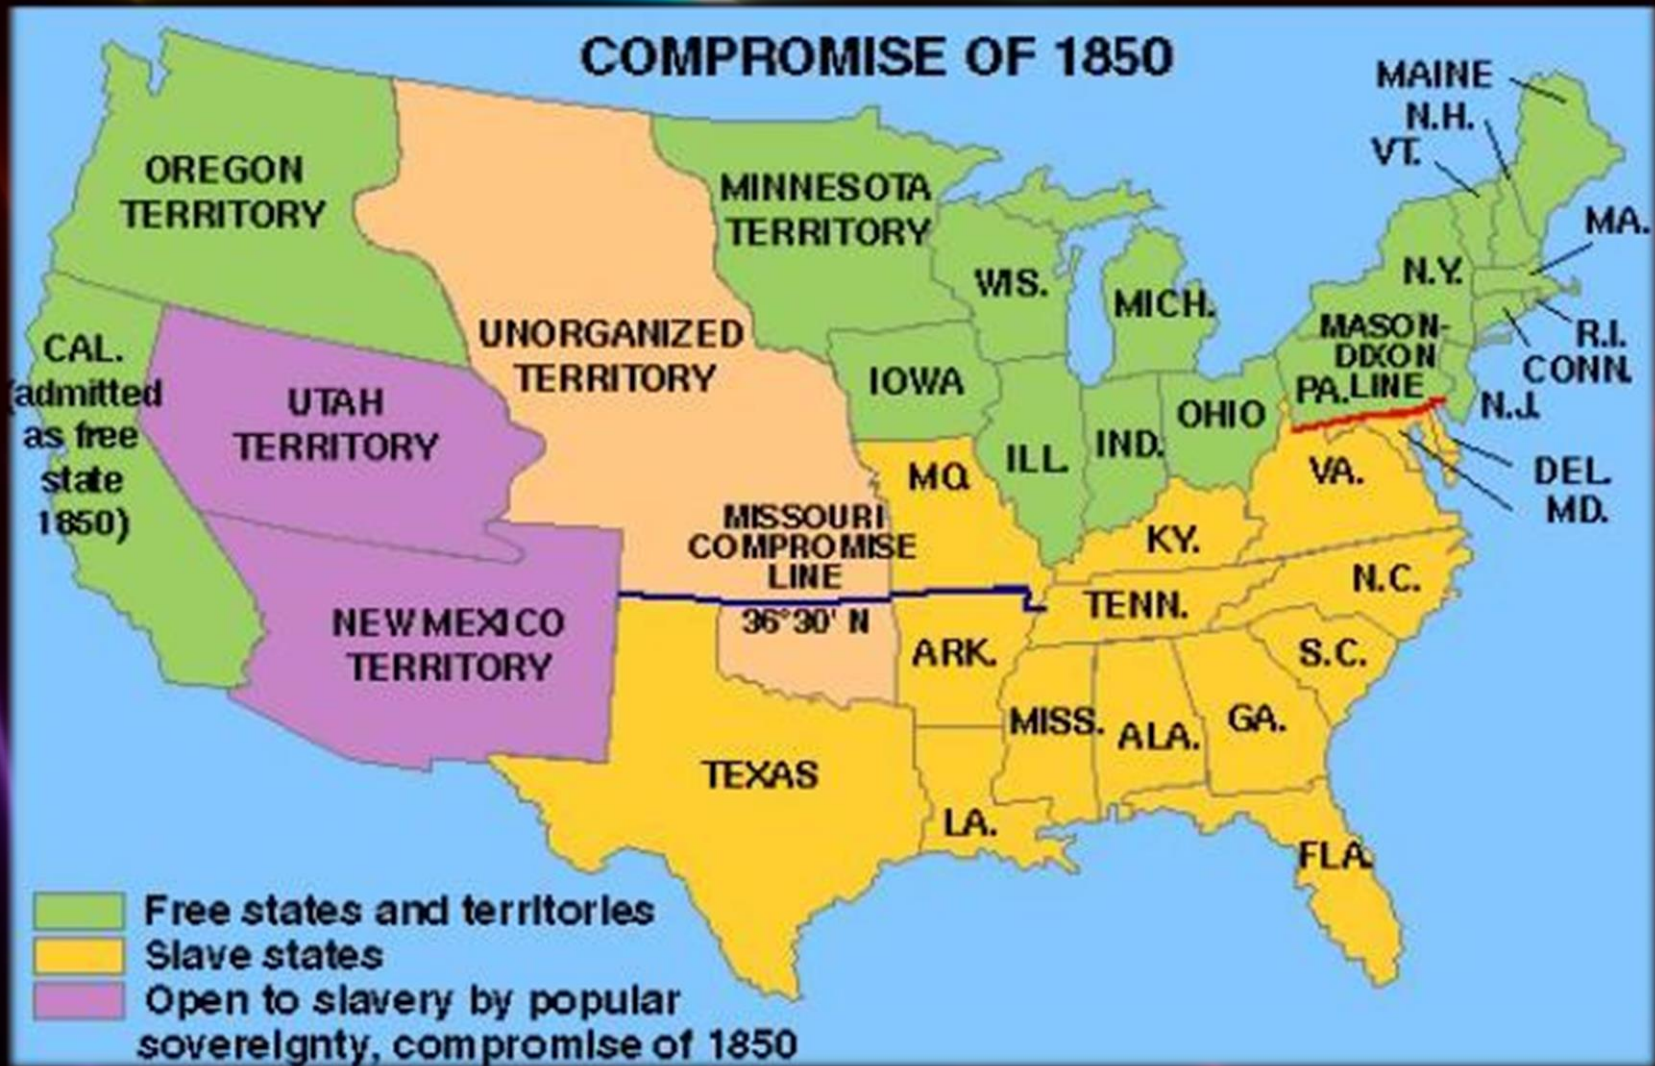 COMPROMISE OF 1850
MAINE
N.H.
VT.
OREGON
TERRITORY
MINNESOTA
TERRITORY
MA.
WIS.
N.Y.
MICH.
UNORGANIZED
TERRITORY
MASON-
DIXON
LINE
R.I.
CONN.
CAL.
(admitted
as free
state
1850)
UTAH
TERRITORY
IOWA
PA.
N.J.
OHIO
ILL.
IND.
MO.
VA.
DEL.
MD.
MISSOURI
COMPROMISE
LINE
36°30' N
KY.
N.C.
NEW MEXICO
TERRITORY
TENN.
ARK.
S.C.
MISS.
ALA.
GA.
TEXAS
LA.
FLA.
Free states and territories
Slave states
Open to slavery by popular
sovereignty, compromise of 1850